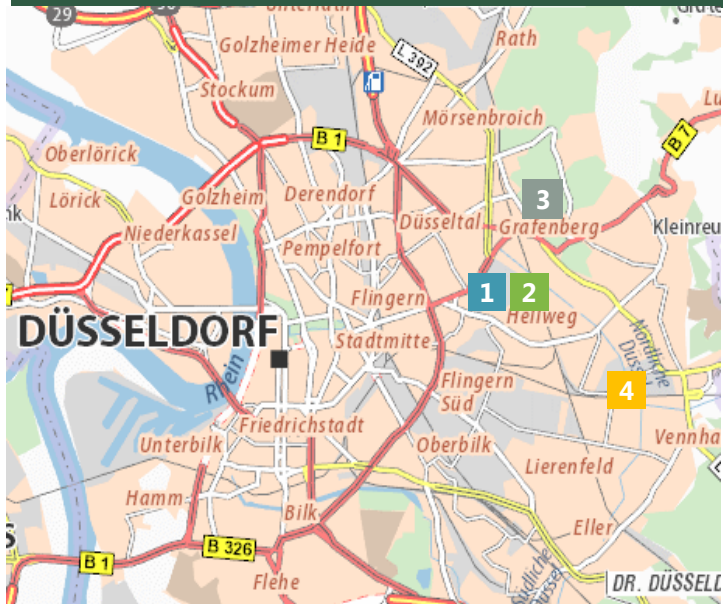 29
Golzheimer Heide
L 392
Rath
Stockum
Mörsenbroich
B 1
B 7
Oberlörick
Lörick
Golzheim
Derendorf
3
Düsseltal
Grafenberg
Niederkassel
Pempelfort
Kleinreu
1
2
Flingern
Hellweg
DÜSSELDORF
Stadtmitte
Nördliche
Düssel
Rhein
Flingern
Süd
4
Friedrichstadt
Unterbilk
Oberbilk
Vennha
Lierenfeld
Hamm
Bilk
Eller
B 326
B 1
Südliche
Düssel
Flehe
DR. DÜSSELD